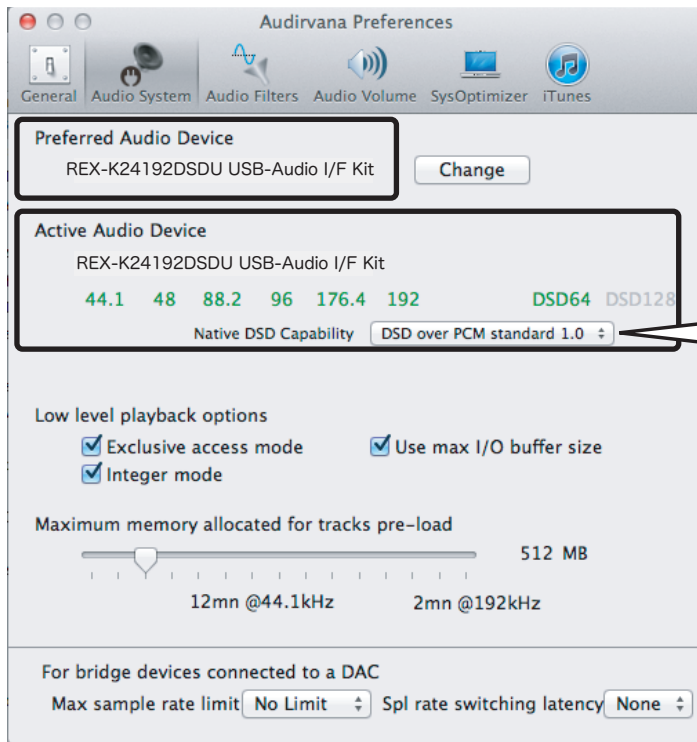 Audirvana Preferences
General Audio System Audio Filters Audio Volume SysOptimizer iTunes
Preferred Audio Device
REX-K24192DSDU USB-Audio I/F Kit Change
Active Audio Device
REX-K24192DSDU USB-Audio I/F Kit
44.1 48 88.2 96 176.4 192 DSD64 DSD128
Native DSD Capability DSD over PCM standard 1.0
Low level playback options
Exclusive access mode Use max I/O buffer size
Integer mode
Maximum memory allocated for tracks pre-load
512 MB
12mn @44.1kHz 2mn @192kHz
For bridge devices connected to a DAC
Max sample rate limit No Limit Spl rate switching latency None